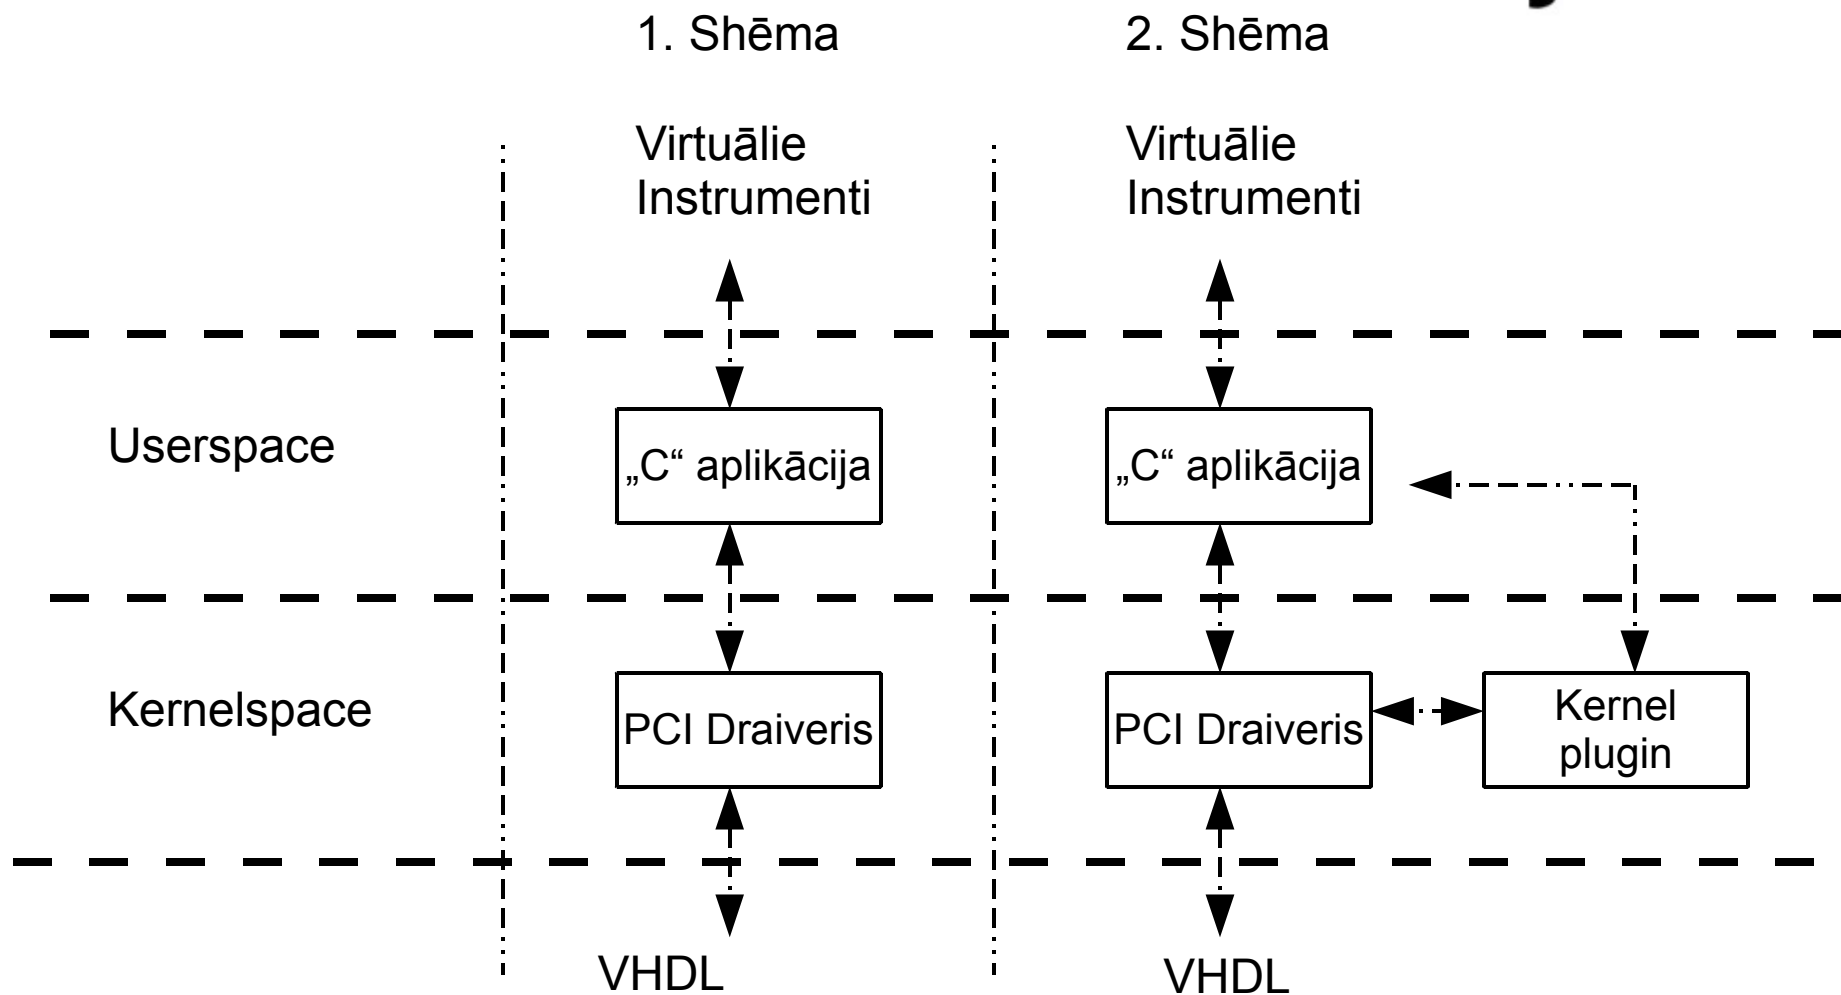 1. Shēma
2. Shēma
Virtuālie
Instrumenti
Virtuālie
Instrumenti
Userspace
„C“ aplikācija
„C“ aplikācija
Kernelspace
PCI Draiveris
PCI Draiveris
Kernel
plugin
VHDL
VHDL